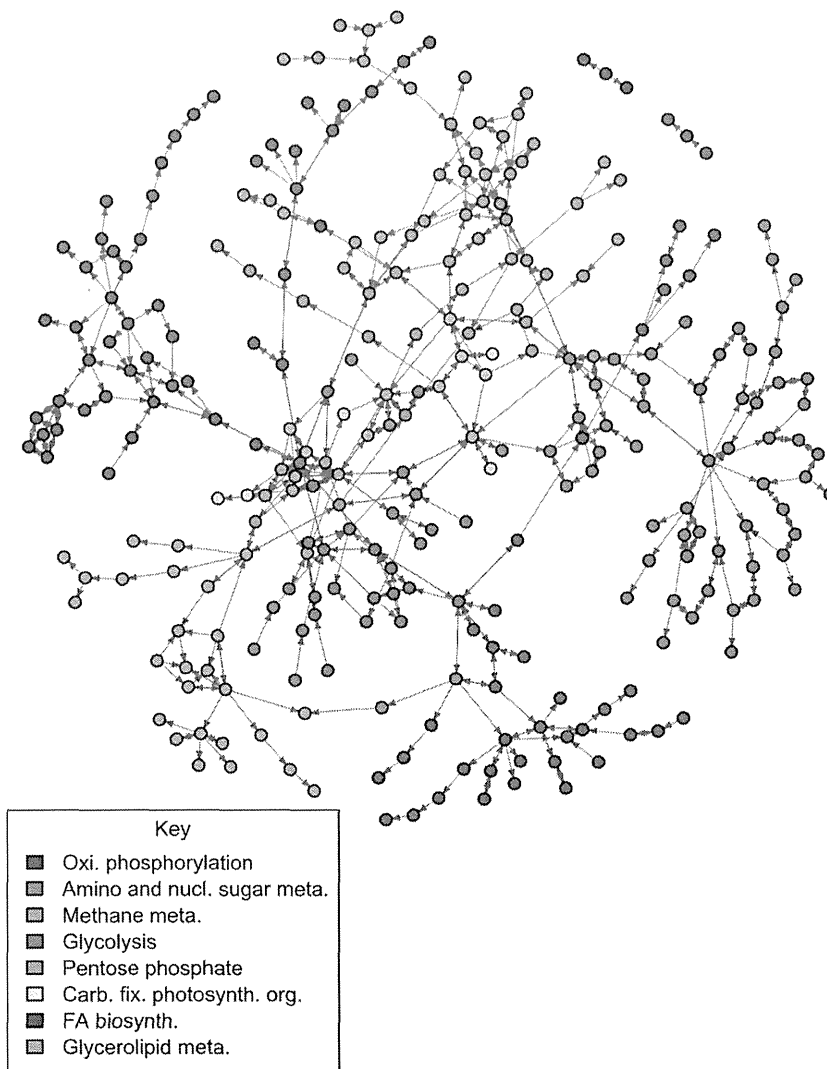 Key
Oxi. phosphorylation
Amino and nucl. sugar meta.
Methane meta.
Glycolysis
Pentose phosphate
Carb. fix. photosynth. org.
FA biosynth.
Glycerolipid meta.